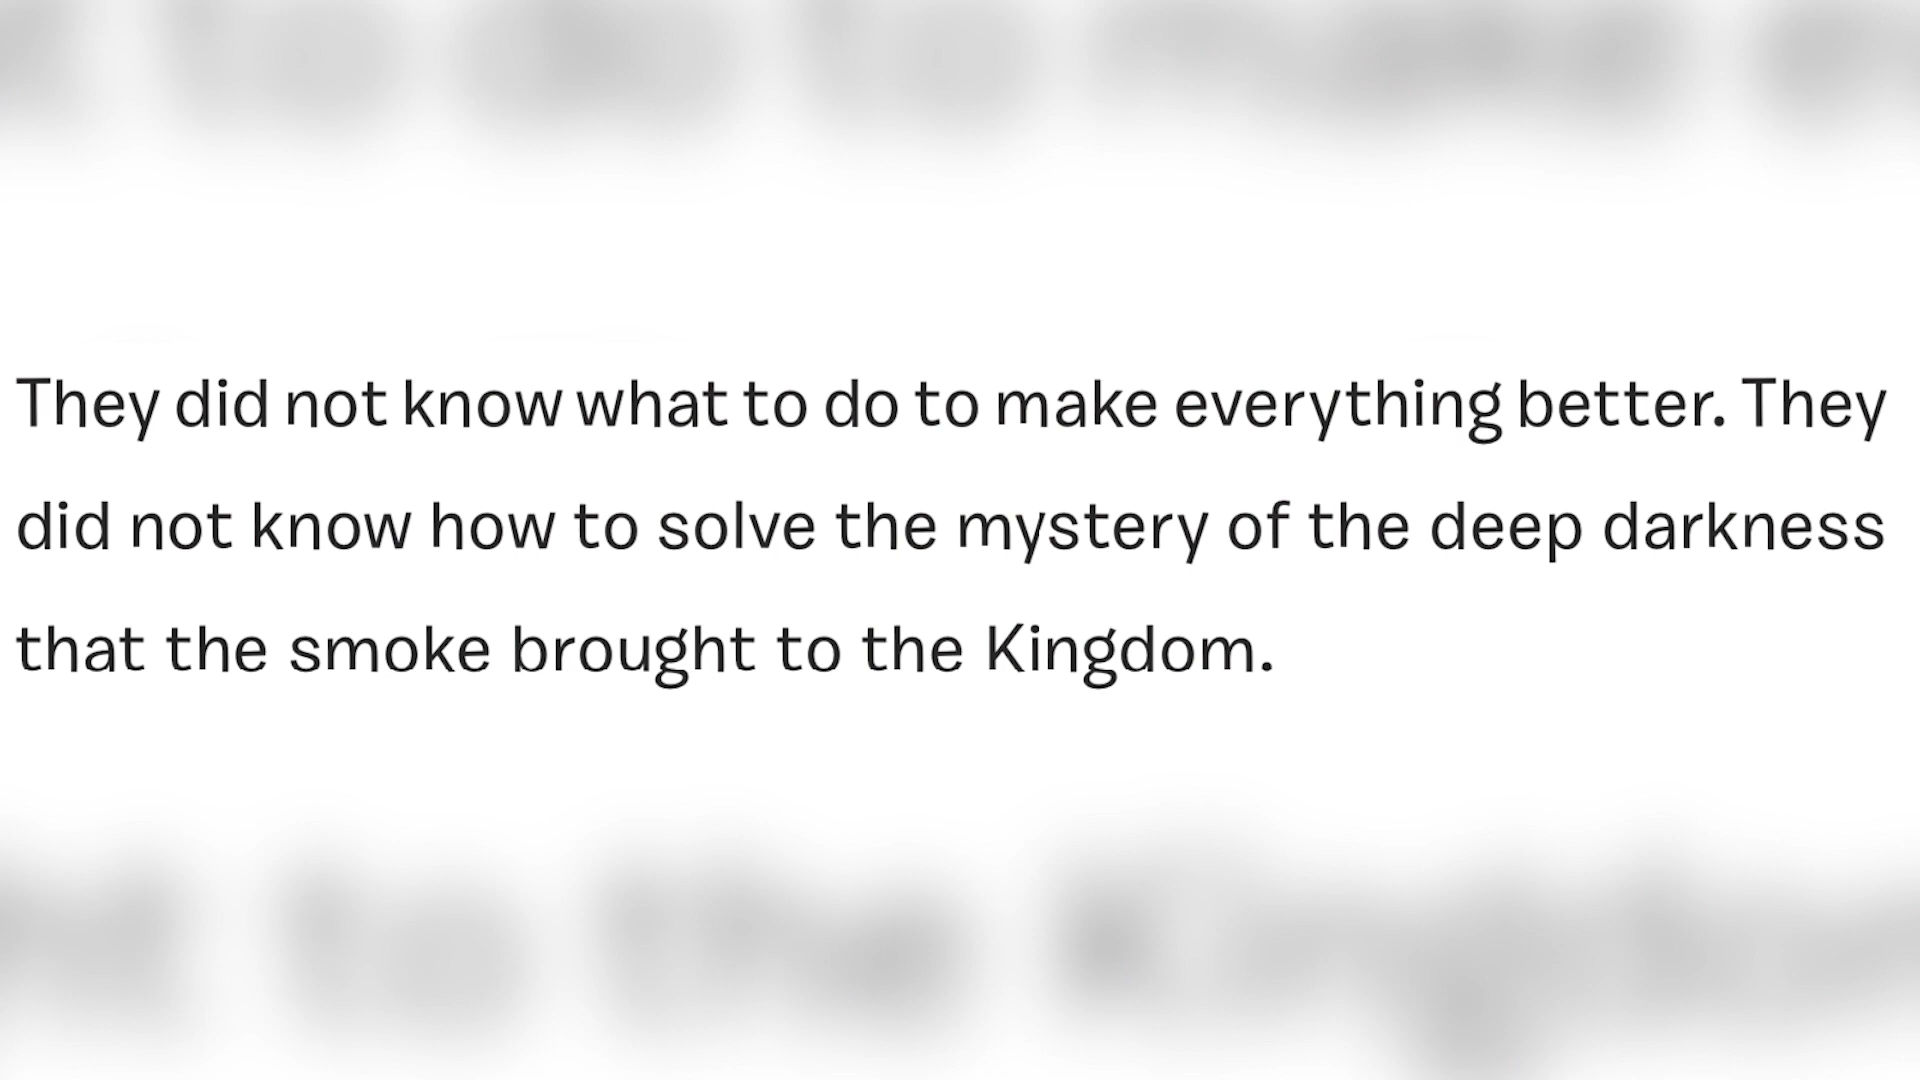 They did not know what to do to make everything better. They
did not know how to solve the mystery of the deep darkness
that the smoke brought to the Kingdom.